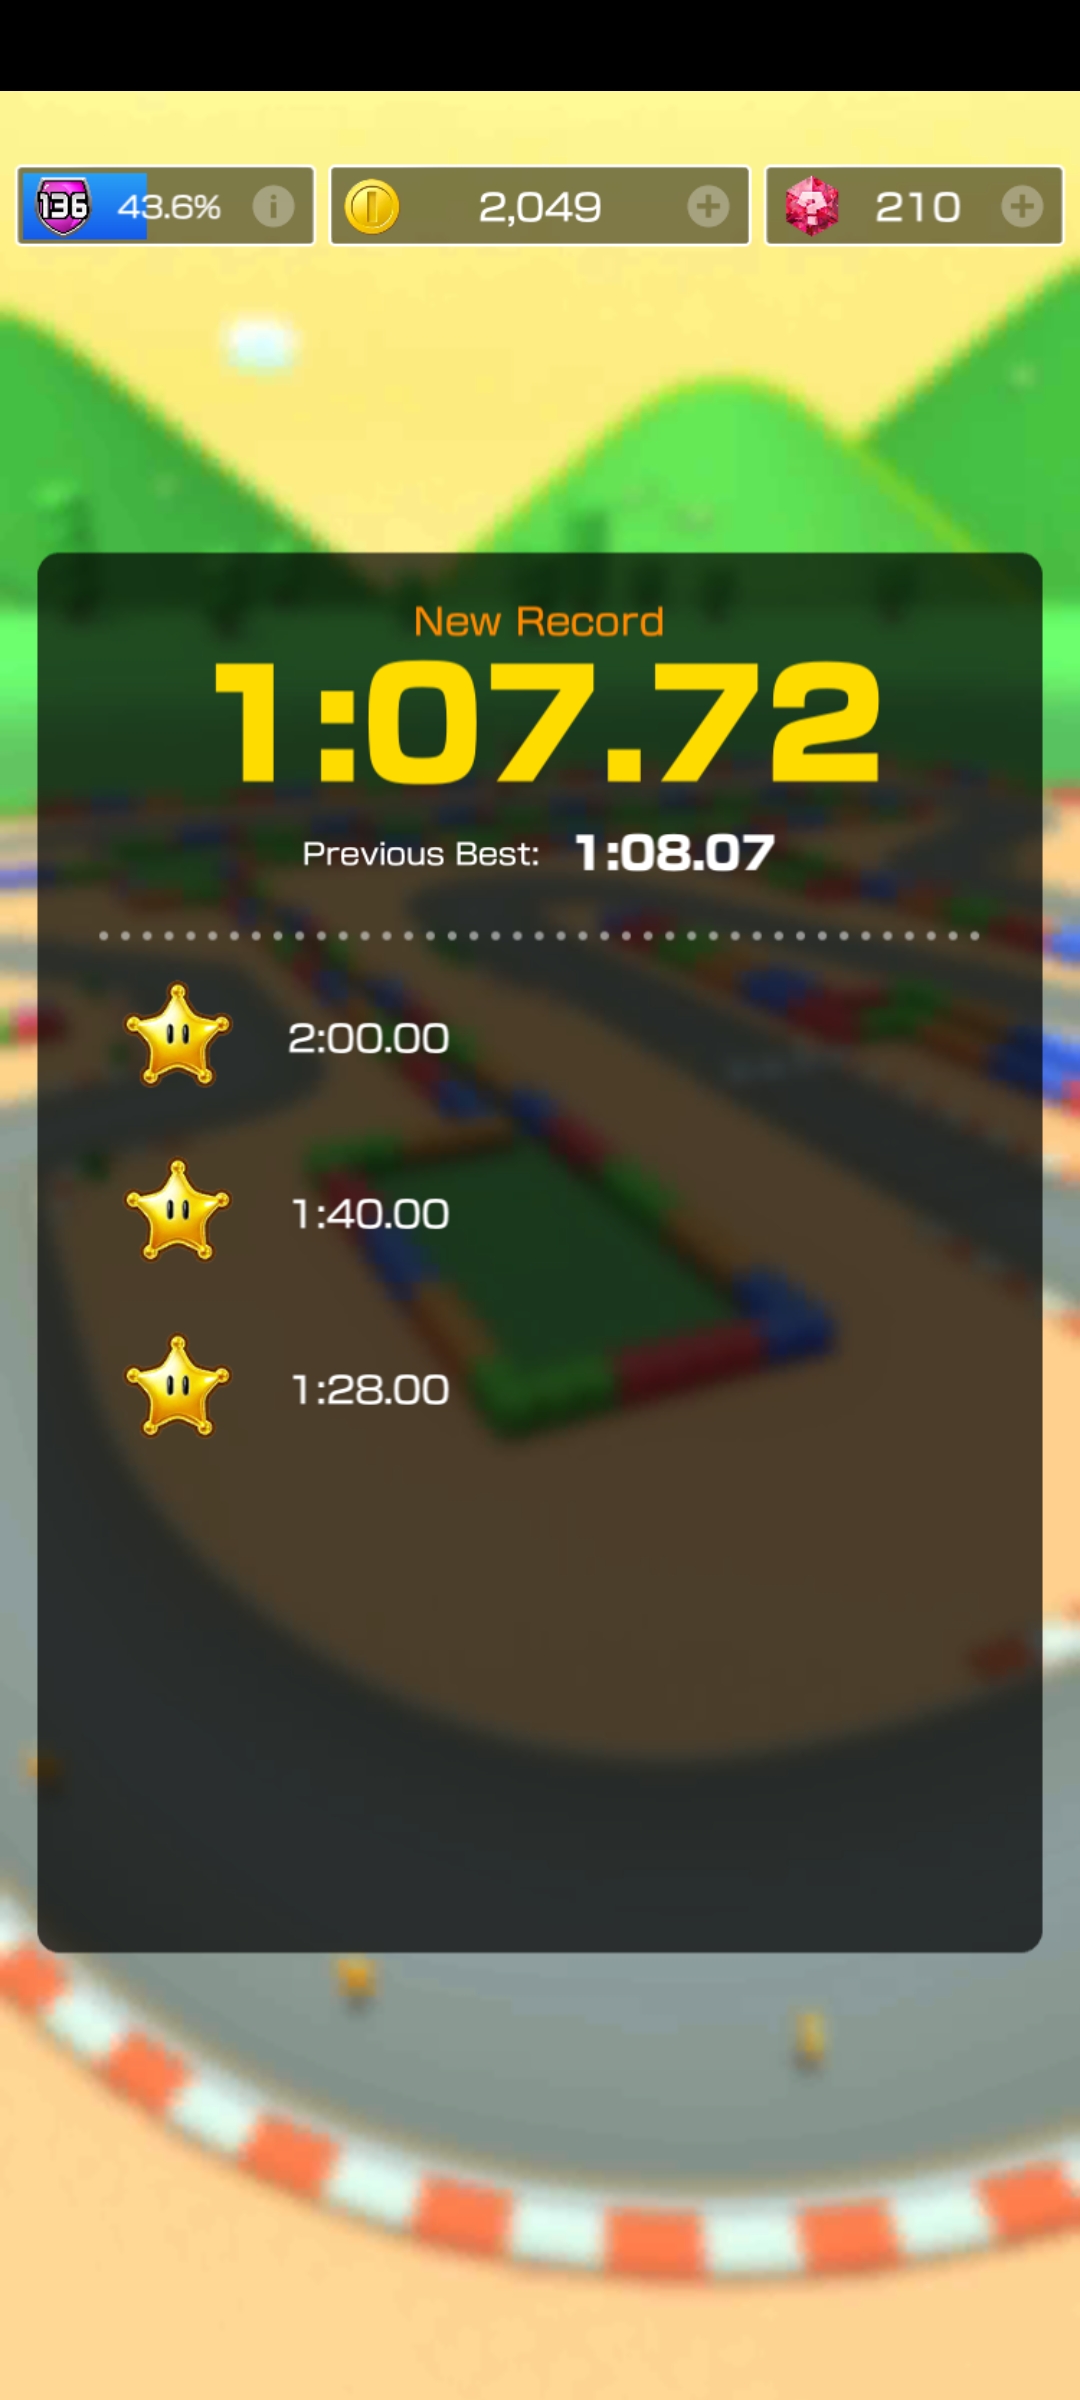 136 43.6% i 2,049 + 210 +
New Record
1:07.72
Previous Best: 1:08.07
2:00.00
1:40.00
1:28.00